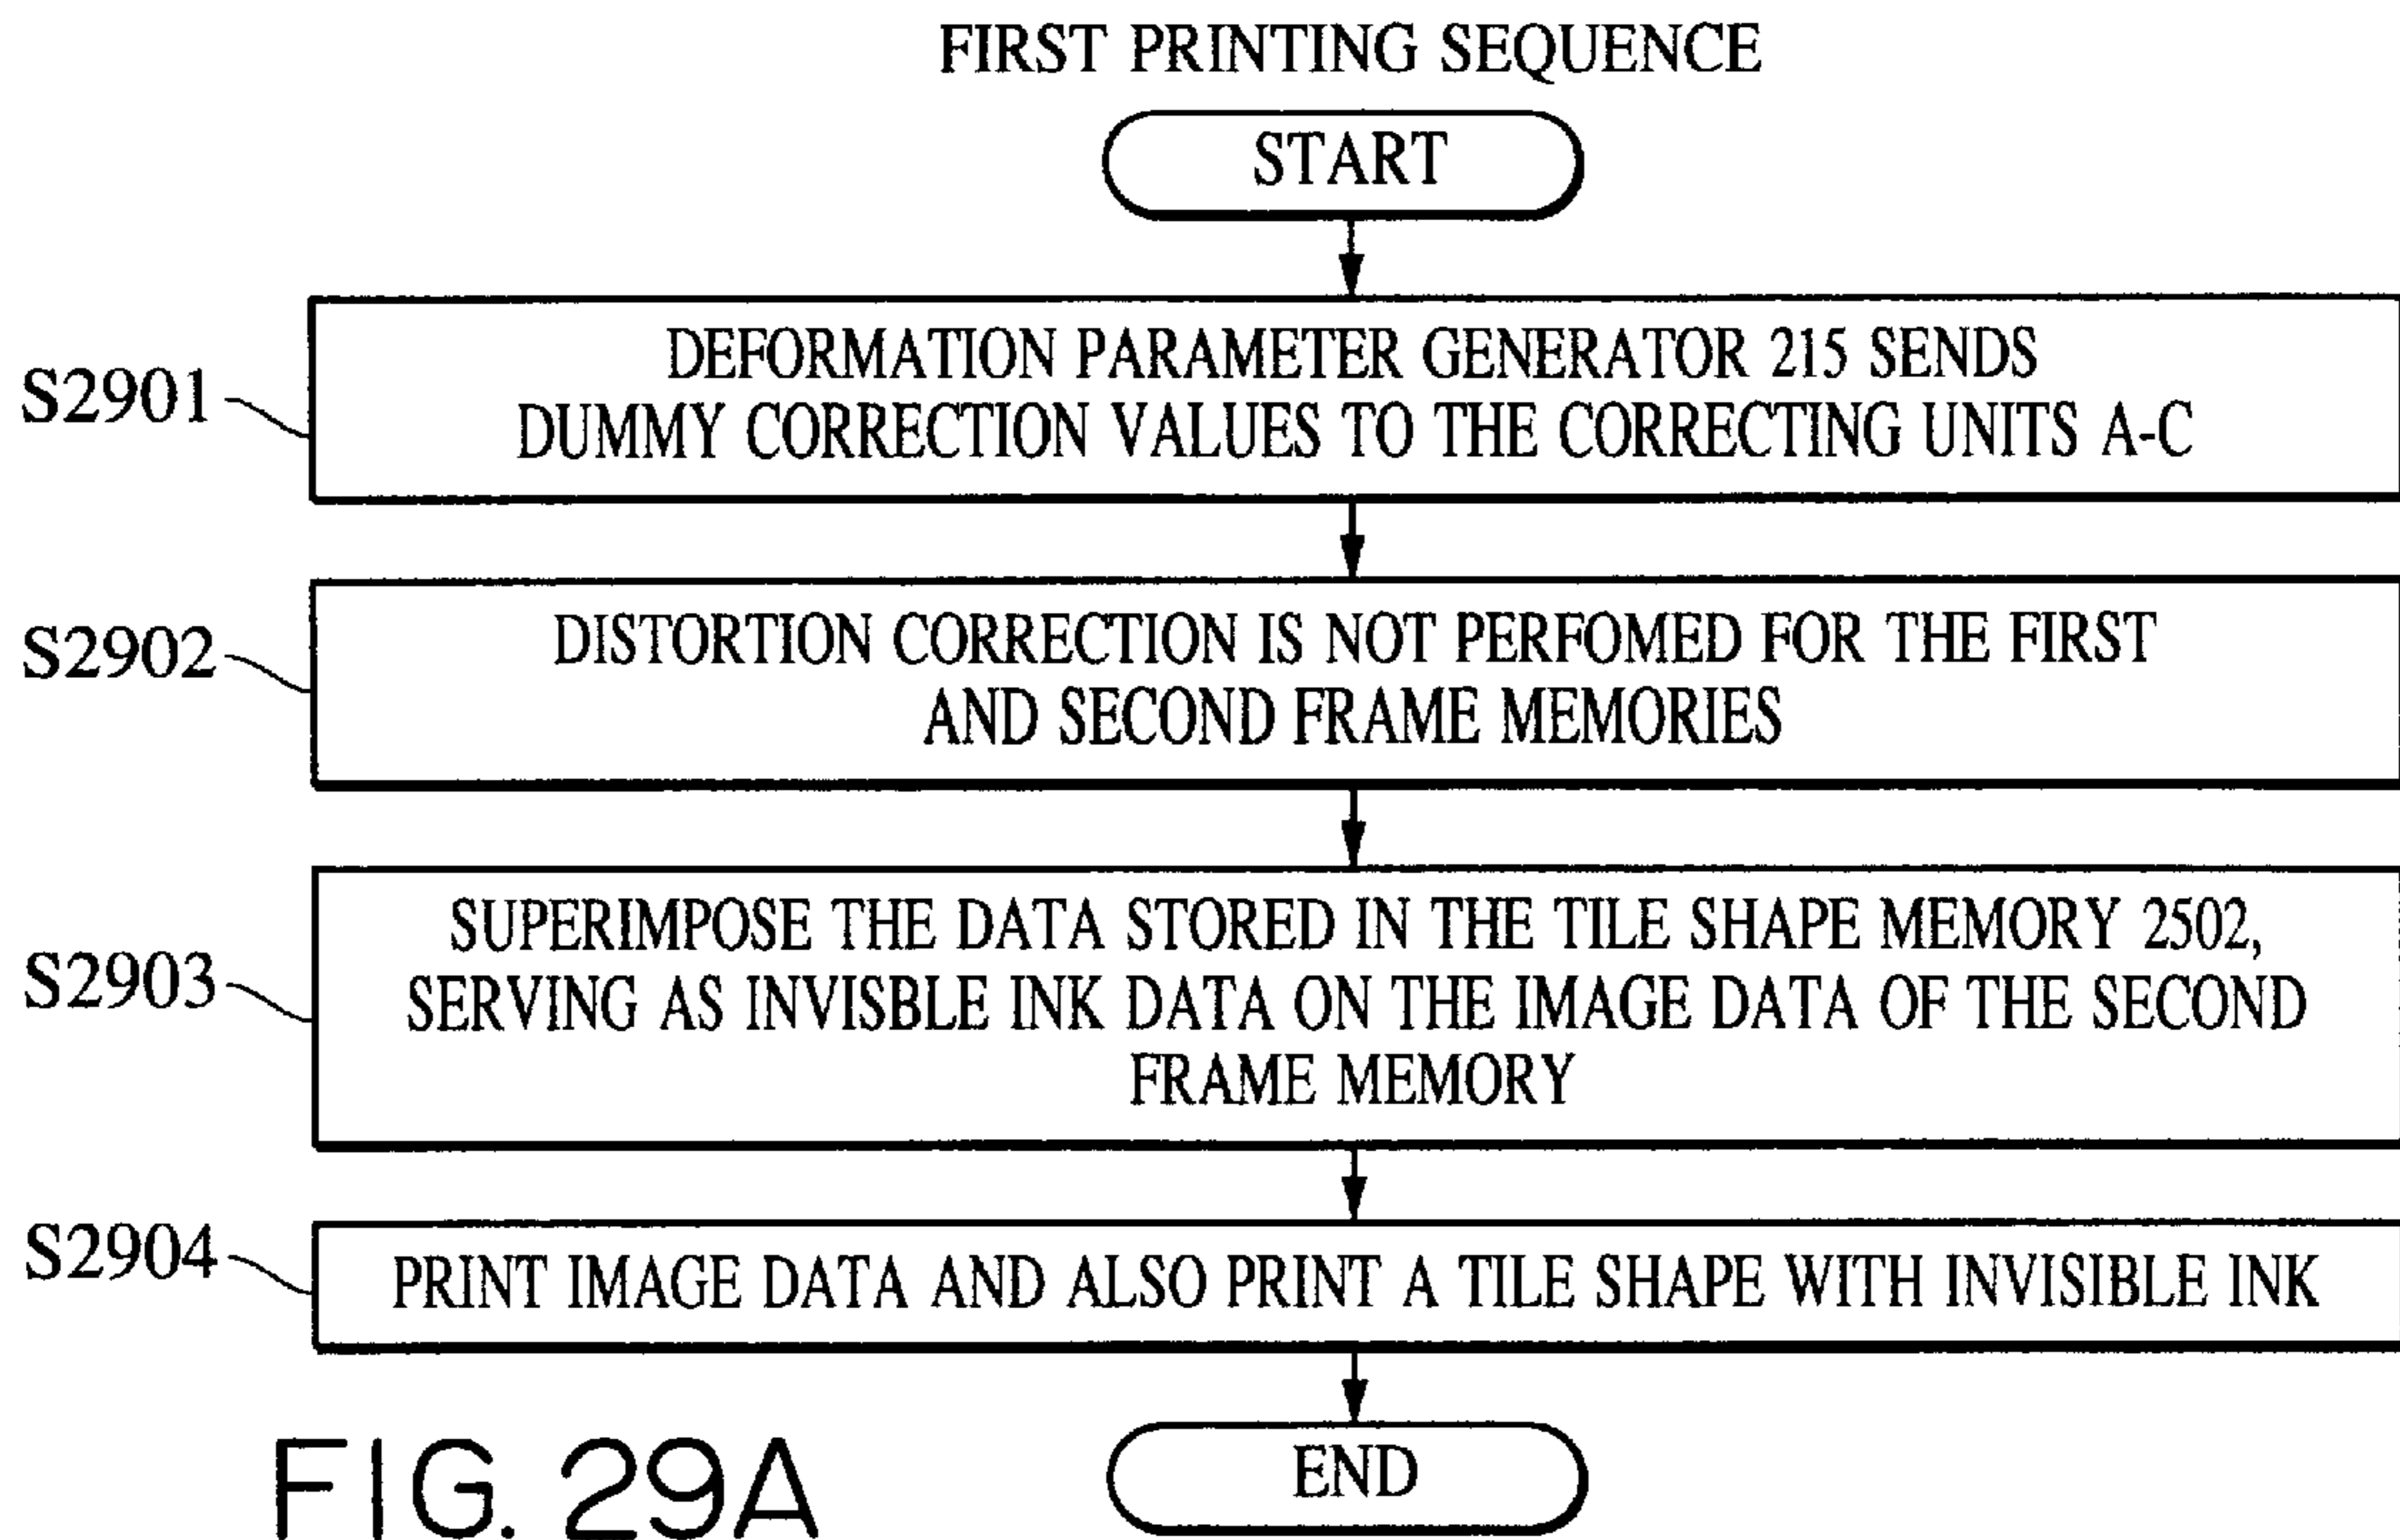 FIRST PRINTING SEQUENCE
START
S2901
DEFORMATION PARAMETER GENERATOR 215 SENDS
DUMMY CORRECTION VALUES TO THE CORRECTING UNITS A-C
S2902
DISTORTION CORRECTION IS NOT PERFOMED FOR THE FIRST
AND SECOND FRAME MEMORIES
S2903
SUPERIMPOSE THE DATA STORED IN THE TILE SHAPE MEMORY 2502,
SERVING AS INVISBLE INK DATA ON THE IMAGE DATA OF THE SECOND
FRAME MEMORY
S2904
PRINT IMAGE DATA AND ALSO PRINT A TILE SHAPE WITH INVISIBLE INK
END
FIG. 29A